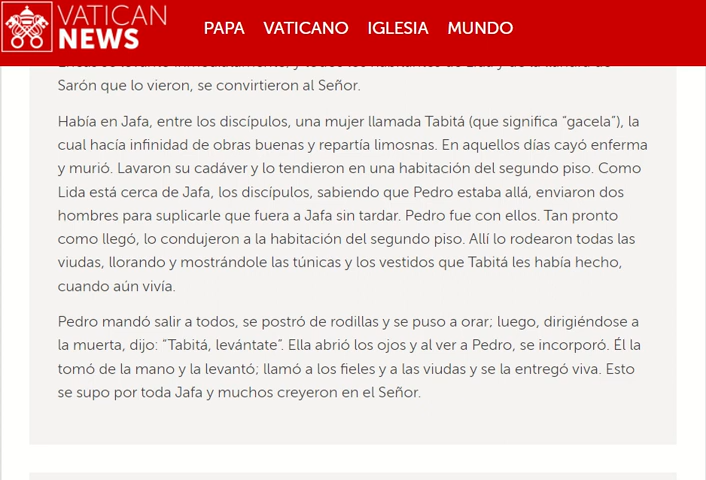 VATICAN
NEWS
PAPA VATICANO IGLESIA MUNDO
Sarón que lo vieron, se convirtieron al Señor.
Había en Jafa, entre los discípulos, una mujer llamada Tabitá (que significa “gacela”), la
cual hacía infinidad de obras buenas y repartía limosnas. En aquellos días cayó enferma
y murió. Lavaron su cadáver y lo tendieron en una habitación del segundo piso. Como
Lida está cerca de Jafa, los discípulos, sabiendo que Pedro estaba allá, enviaron dos
hombres para suplicarle que fuera a Jafa sin tardar. Pedro fue con ellos. Tan pronto
como llegó, lo condujeron a la habitación del segundo piso. Allí lo rodearon todas las
viudas, llorando y mostrándole las túnicas y los vestidos que Tabitá les había hecho,
cuando aún vivía.
Pedro mandó salir a todos, se postró de rodillas y se puso a orar; luego, dirigiéndose a
la muerta, dijo: “Tabitá, levántate”. Ella abrió los ojos y al ver a Pedro, se incorporó. Él la
tomó de la mano y la levantó; llamó a los fieles y a las viudas y se la entregó viva. Esto
se supo por toda Jafa y muchos creyeron en el Señor.